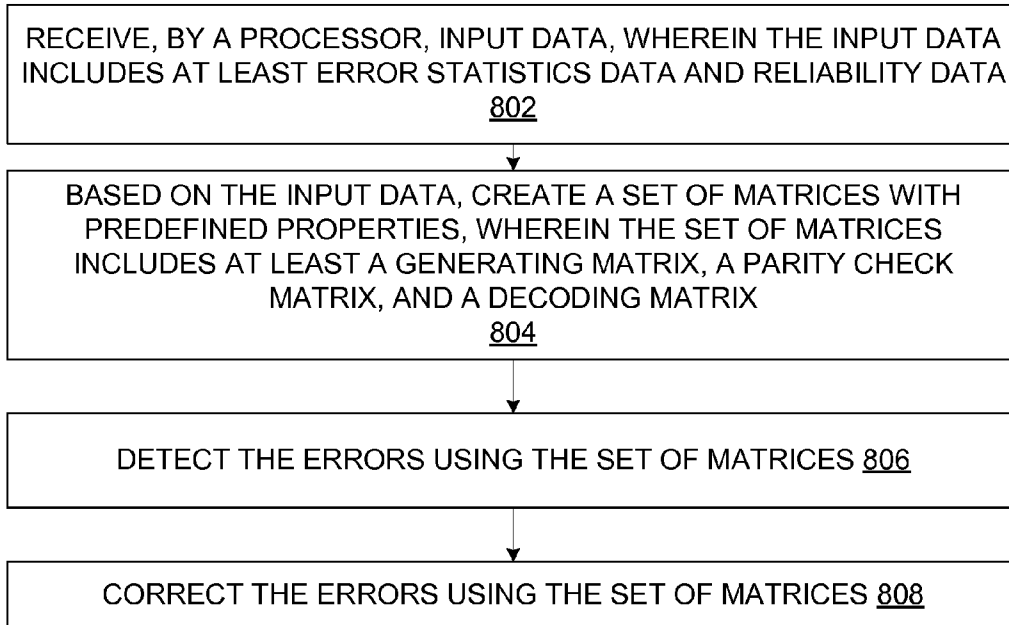 RECEIVE, BY A PROCESSOR, INPUT DATA, WHEREIN THE INPUT DATA
INCLUDES AT LEAST ERROR STATISTICS DATA AND RELIABILITY DATA
802
BASED ON THE INPUT DATA, CREATE A SET OF MATRICES WITH
PREDEFINED PROPERTIES, WHEREIN THE SET OF MATRICES
INCLUDES AT LEAST A GENERATING MATRIX, A PARITY CHECK
MATRIX, AND A DECODING MATRIX
804
DETECT THE ERRORS USING THE SET OF MATRICES 806
CORRECT THE ERRORS USING THE SET OF MATRICES 808